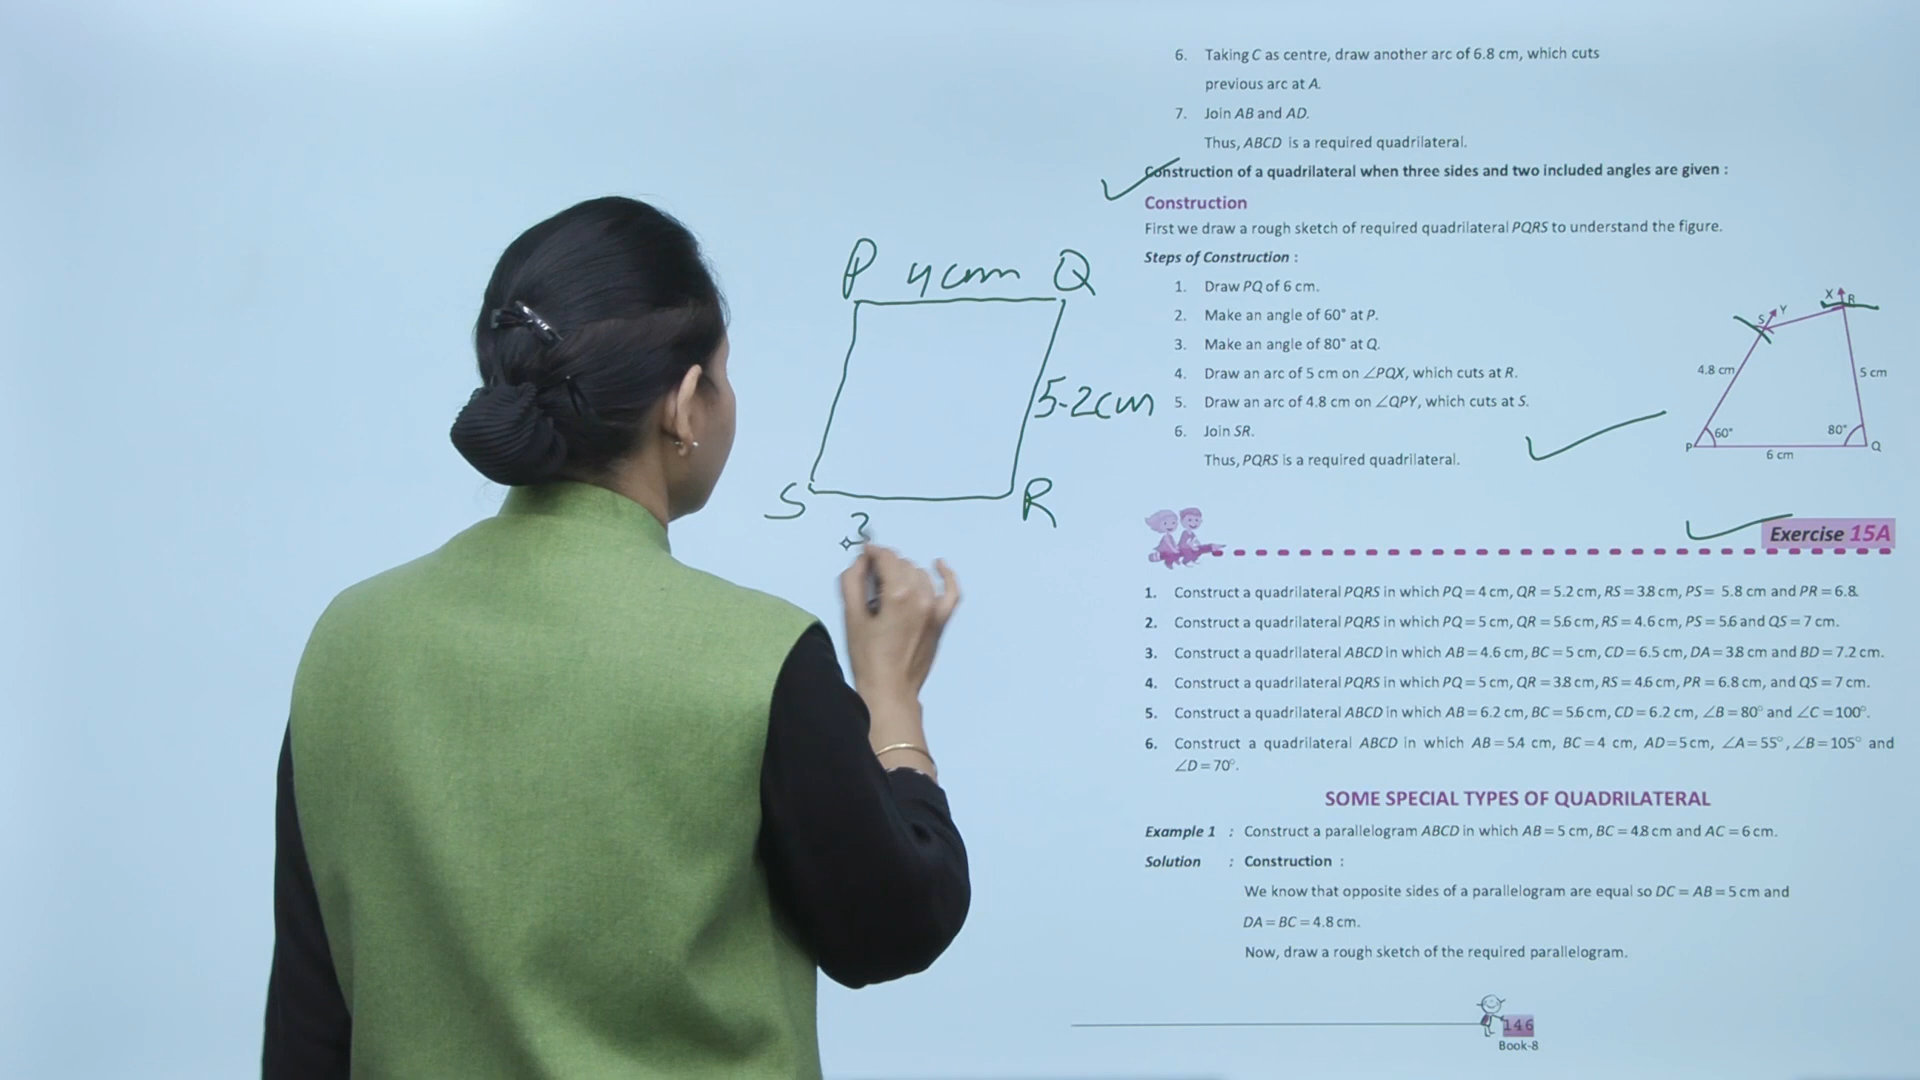 6. Taking C as centre, draw another arc of 6.8 cm, which cuts
previous arc at A.
7. Join AB and AD.
Thus, ABCD is a required quadrilateral.
Construction of a quadrilateral when three sides and two included angles are given :
Construction
First we draw a rough sketch of required quadrilateral PQRS to understand the figure.
Steps of Construction :
1. Draw PQ of 6 cm.
2. Make an angle of 60° at P.
3. Make an angle of 80° at Q.
4. Draw an arc of 5 cm on ∠PQX, which cuts at R.
5. Draw an arc of 4.8 cm on ∠QPY, which cuts at S.
6. Join SR.
Thus, PQRS is a required quadrilateral.
X R
S Y
4.8 cm 5 cm
60° 80°
P Q
6 cm
P 4cm Q
5.2cm
S R
3
Exercise 15A
1. Construct a quadrilateral PQRS in which PQ = 4 cm, QR = 5.2 cm, RS = 3.8 cm, PS = 5.8 cm and PR = 6.8.
2. Construct a quadrilateral PQRS in which PQ = 5 cm, QR = 5.6 cm, RS = 4.6 cm, PS = 5.6 and QS = 7 cm.
3. Construct a quadrilateral ABCD in which AB = 4.6 cm, BC = 5 cm, CD = 6.5 cm, DA = 3.8 cm and BD = 7.2 cm.
4. Construct a quadrilateral PQRS in which PQ = 5 cm, QR = 3.8 cm, RS = 4.6 cm, PR = 6.8 cm, and QS = 7 cm.
5. Construct a quadrilateral ABCD in which AB = 6.2 cm, BC = 5.6 cm, CD = 6.2 cm, ∠B = 80° and ∠C = 100°.
6. Construct a quadrilateral ABCD in which AB = 5.4 cm, BC = 4 cm, AD = 5 cm, ∠A = 55°, ∠B = 105° and
∠D = 70°.
SOME SPECIAL TYPES OF QUADRILATERAL
Example 1 : Construct a parallelogram ABCD in which AB = 5 cm, BC = 4.8 cm and AC = 6 cm.
Solution : Construction :
We know that opposite sides of a parallelogram are equal so DC = AB = 5 cm and
DA = BC = 4.8 cm.
Now, draw a rough sketch of the required parallelogram.
146
Book-8